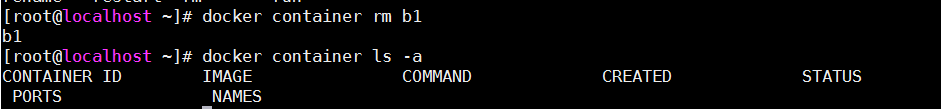 [root@localhost ~]# docker container rm b1
b1
[root@localhost ~]# docker container ls -a
CONTAINER ID IMAGE COMMAND CREATED STATUS
PORTS NAMES